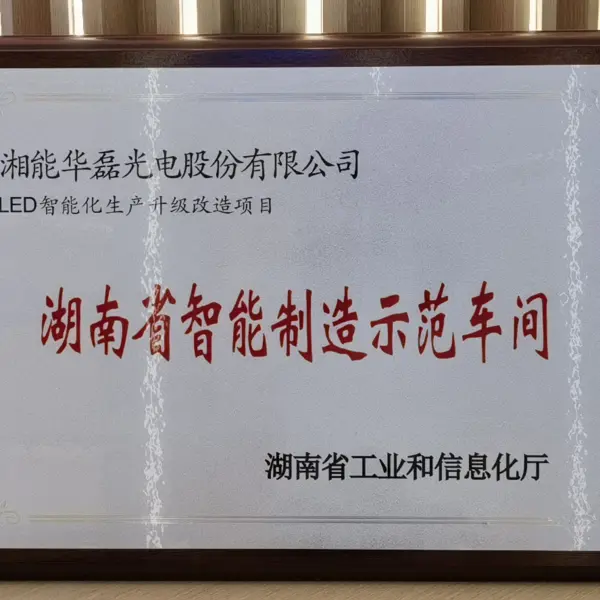 湘能华磊光电股份有限公司
LED智能化生产升级改造项目
湖南省智能制造示范车间
湖南省工业和信息化厅